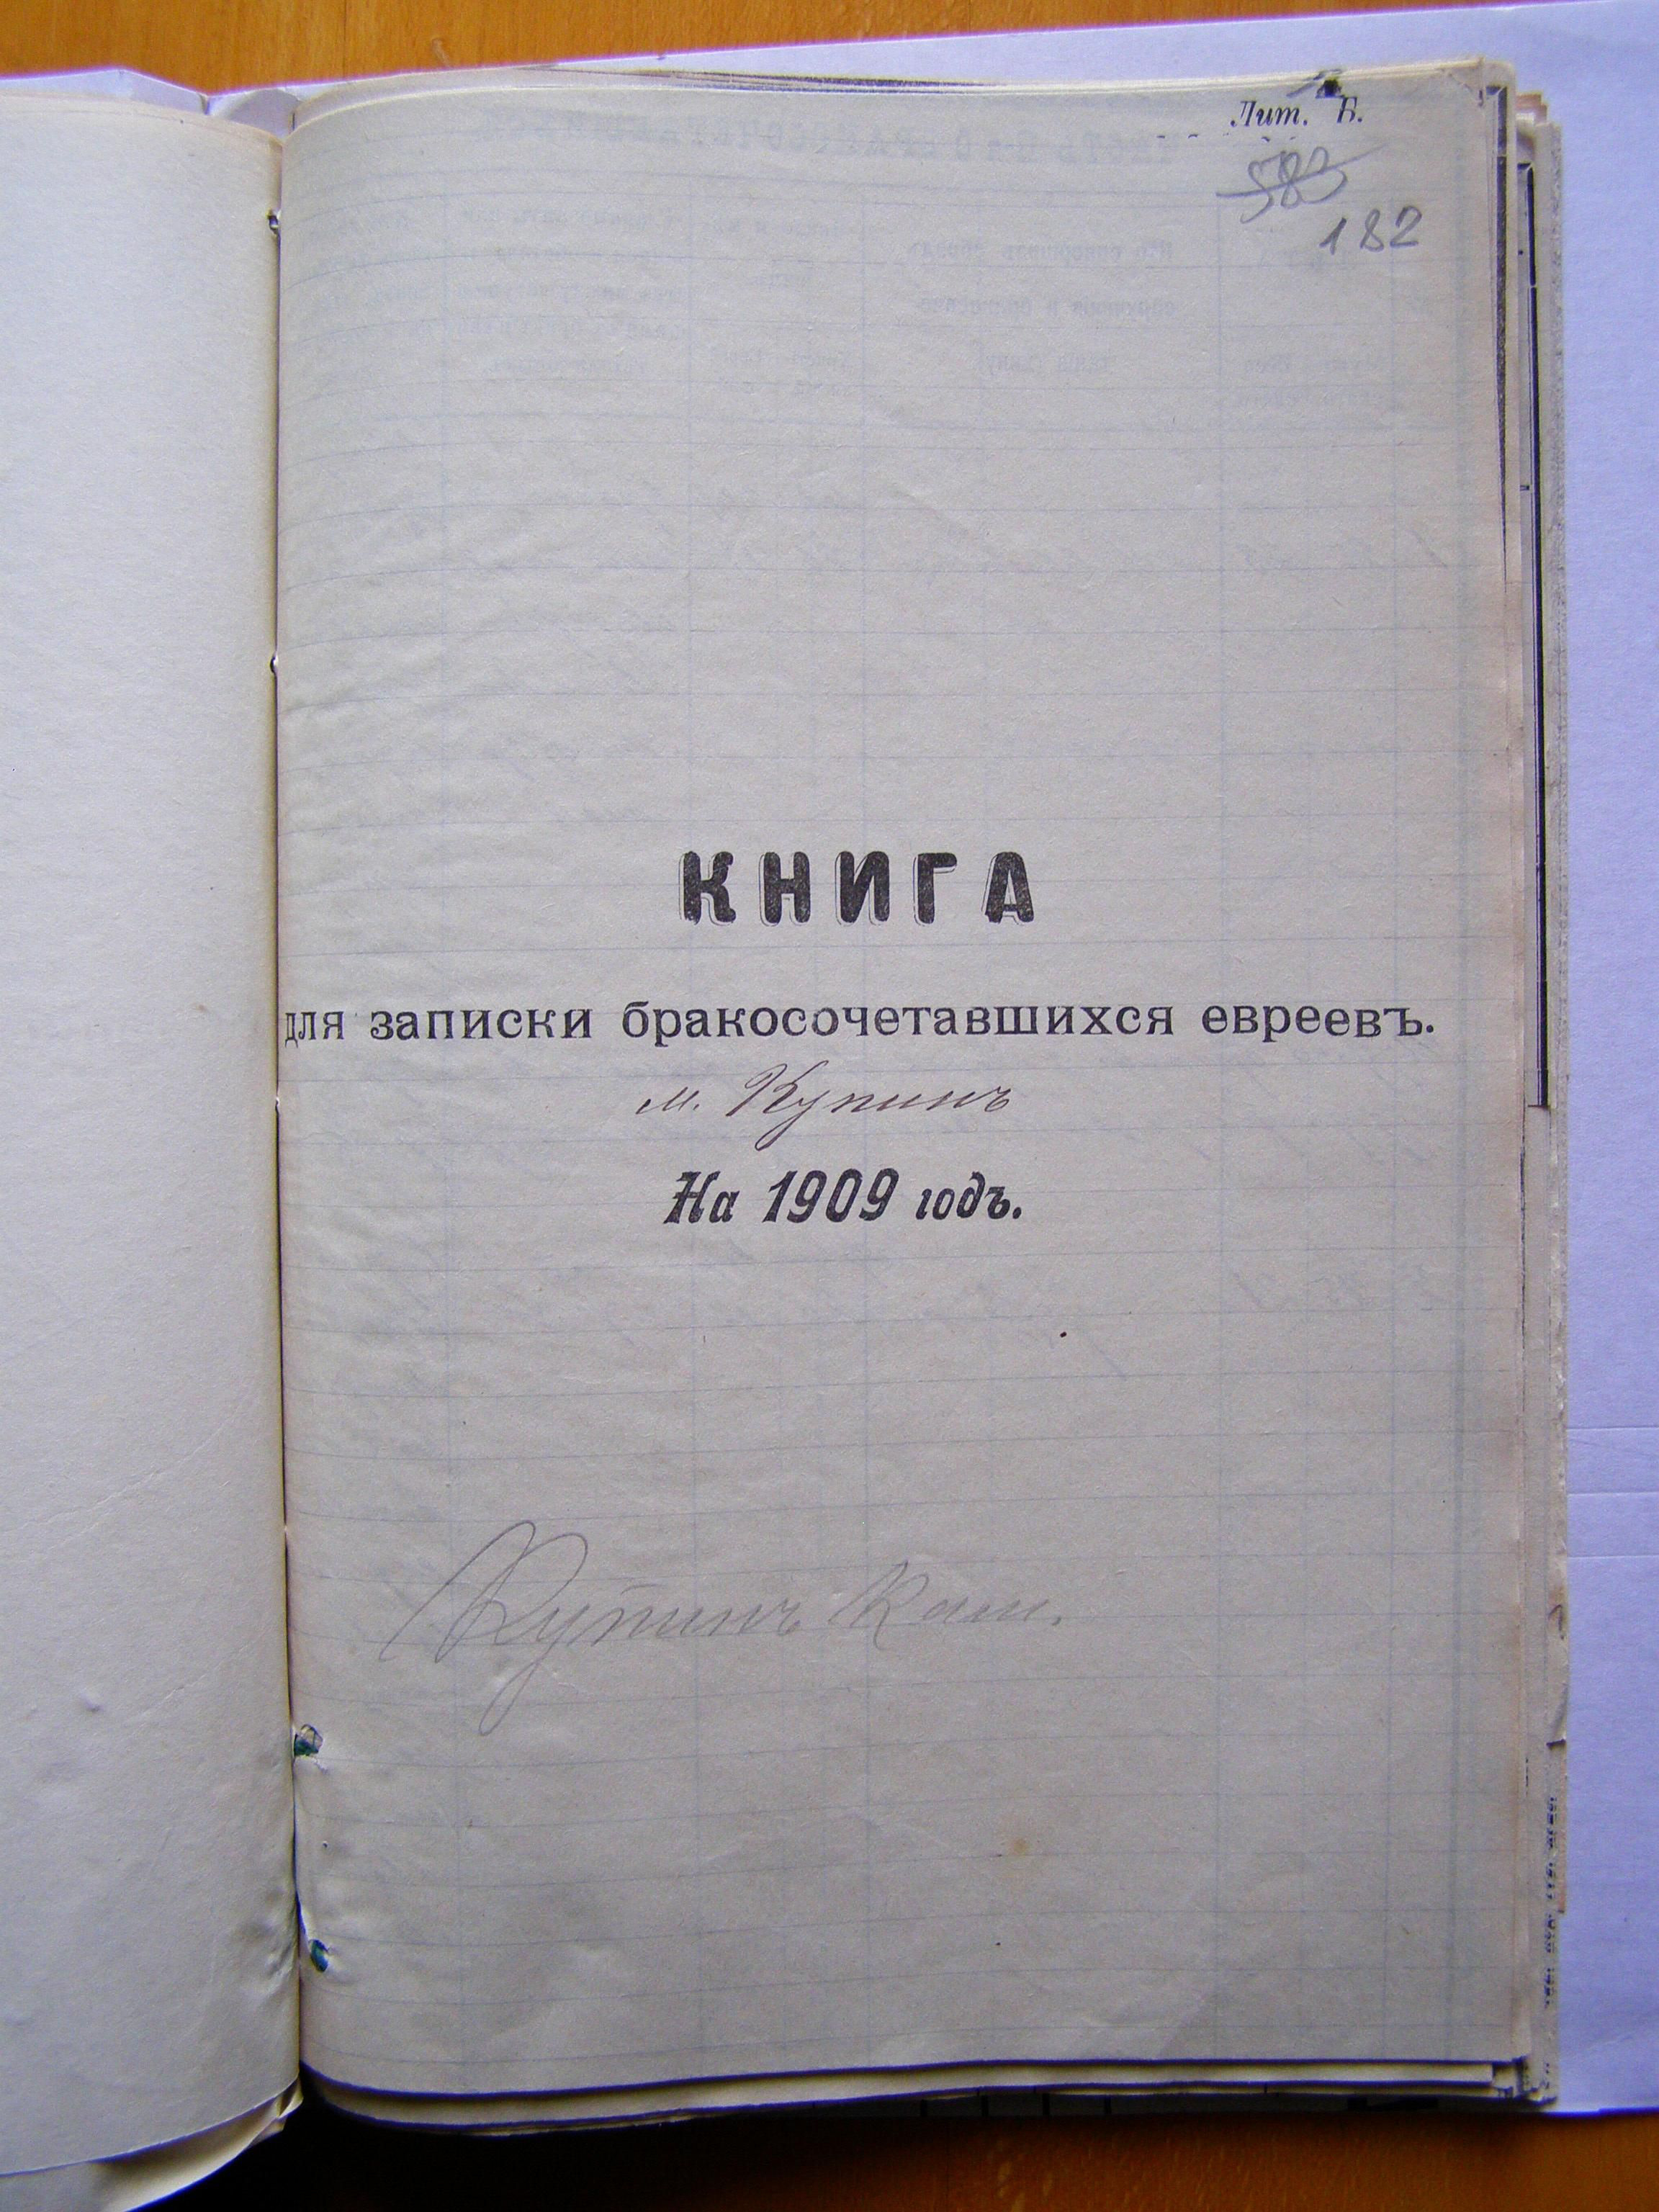 Лит. Б.
583
182
КНИГА
для записки бракосочетавшихся евреевъ.
м. Купинъ
На 1909 годъ.
Купинъ Кам.